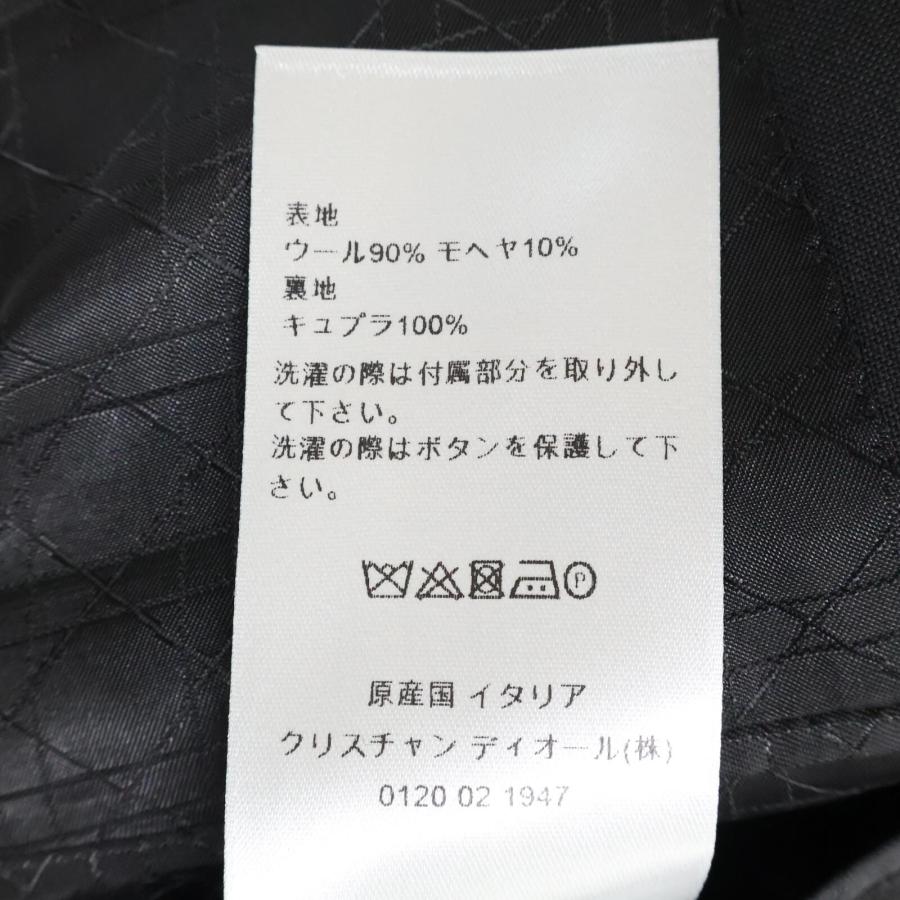 表地
ウール90% モヘヤ10%
裏地
キュプラ100%
洗濯の際は付属部分を取り外し
て下さい。
洗濯の際はボタンを保護して下
さい。
P
原産国 イタリア
クリスチャン ディオール(株)
0120 02 1947